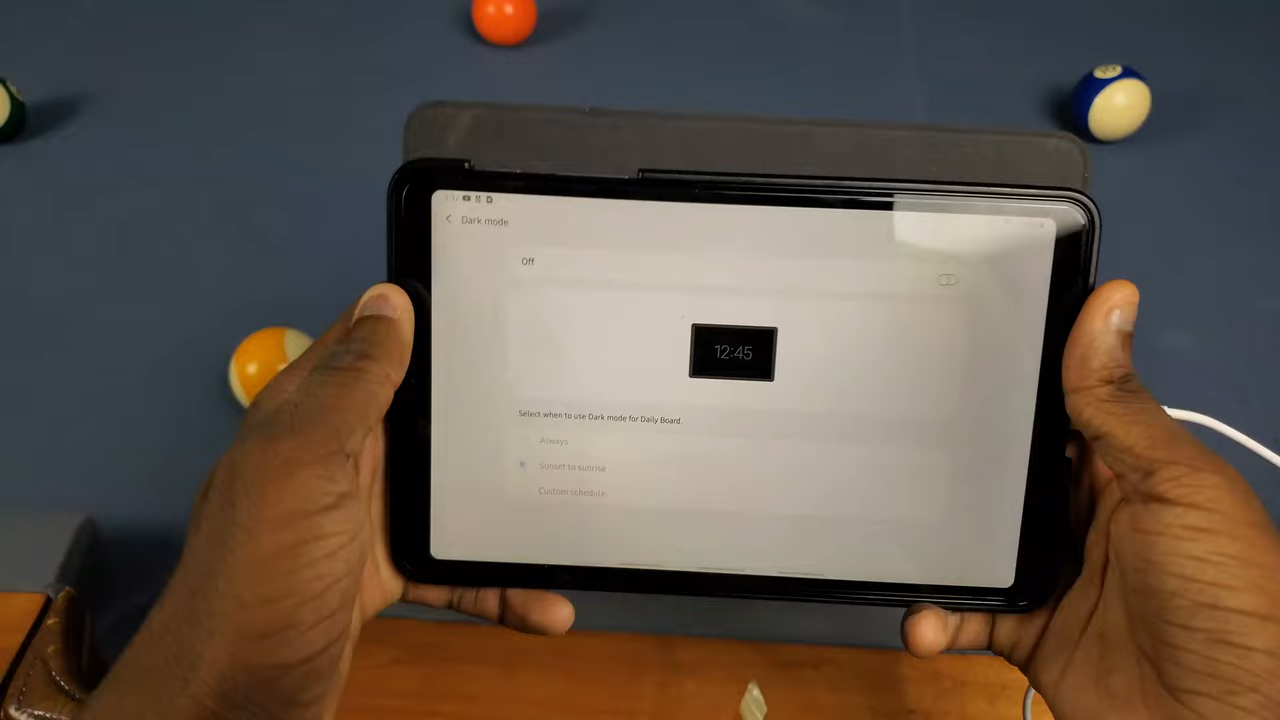 Dark mode
Off
12:45
Select when to use Dark mode for Daily Board.
Always
Sunset to sunrise
Custom schedule